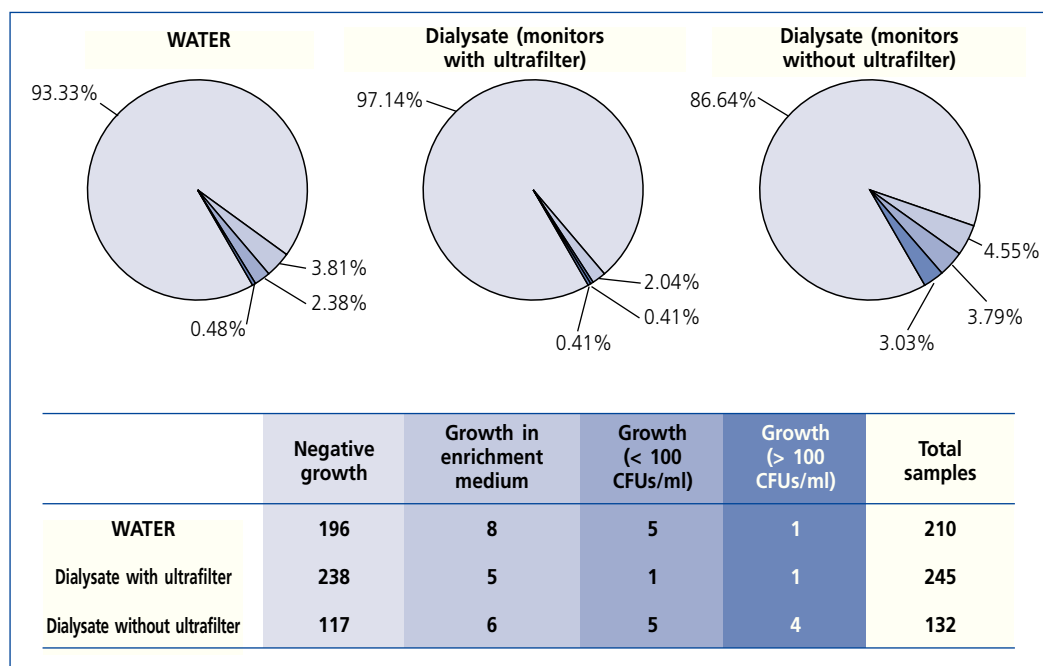 WATER
Dialysate (monitors
with ultrafilter)
Dialysate (monitors
without ultrafilter)
93.33%
3.81%
2.38%
0.48%
97.14%
2.04%
0.41%
0.41%
86.64%
4.55%
3.79%
3.03%
Negative
growth
Growth in
enrichment
medium
Growth
(< 100
CFUs/ml)
Growth
(> 100
CFUs/ml)
Total
samples
WATER 196 8 5 1 210
Dialysate with ultrafilter 238 5 1 1 245
Dialysate without ultrafilter 117 6 5 4 132